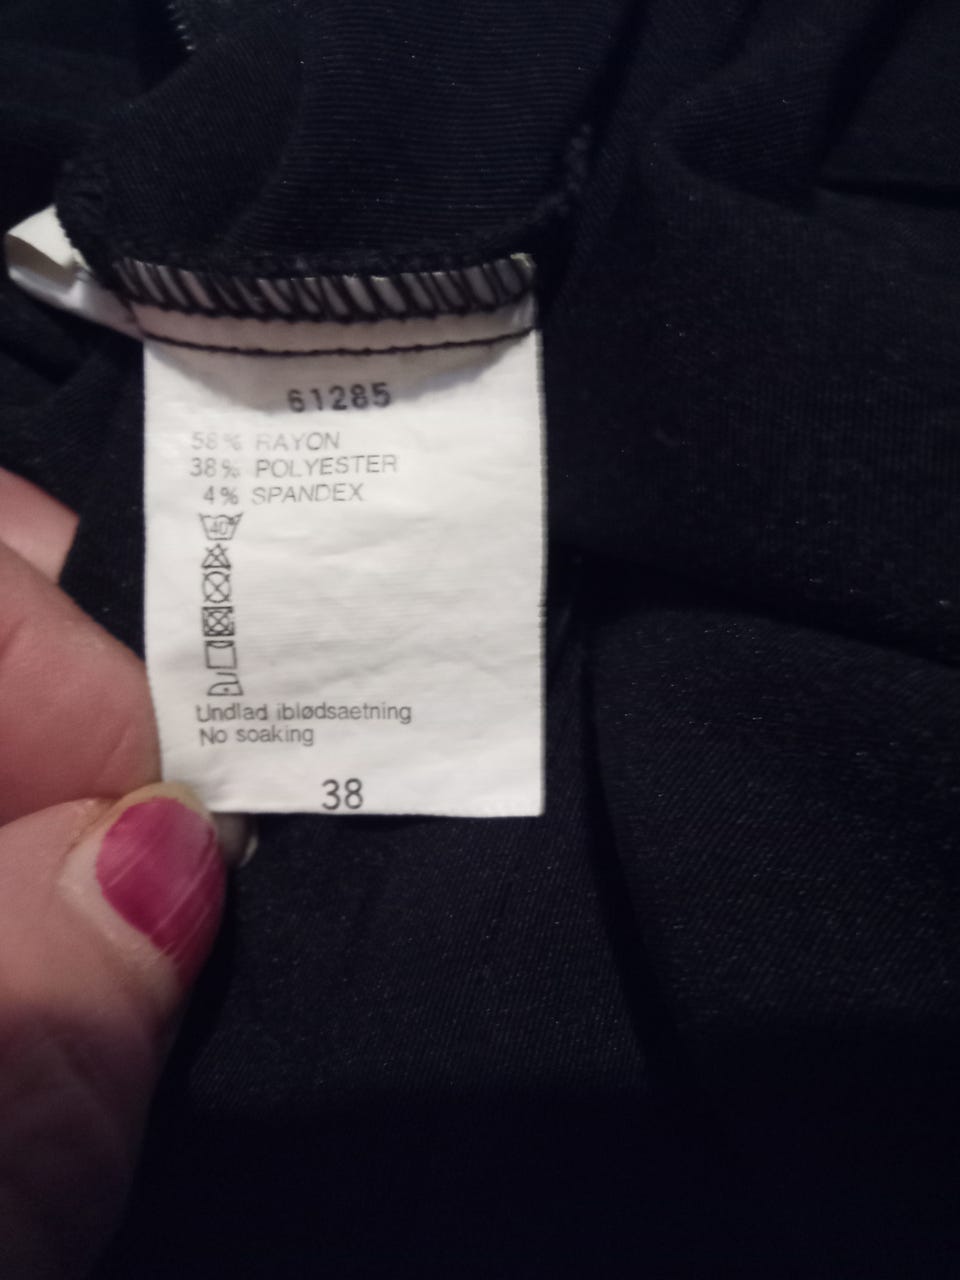 61285
58% RAYON
38% POLYESTER
4% SPANDEX
40°
Undlad iblødsaetning
No soaking
38